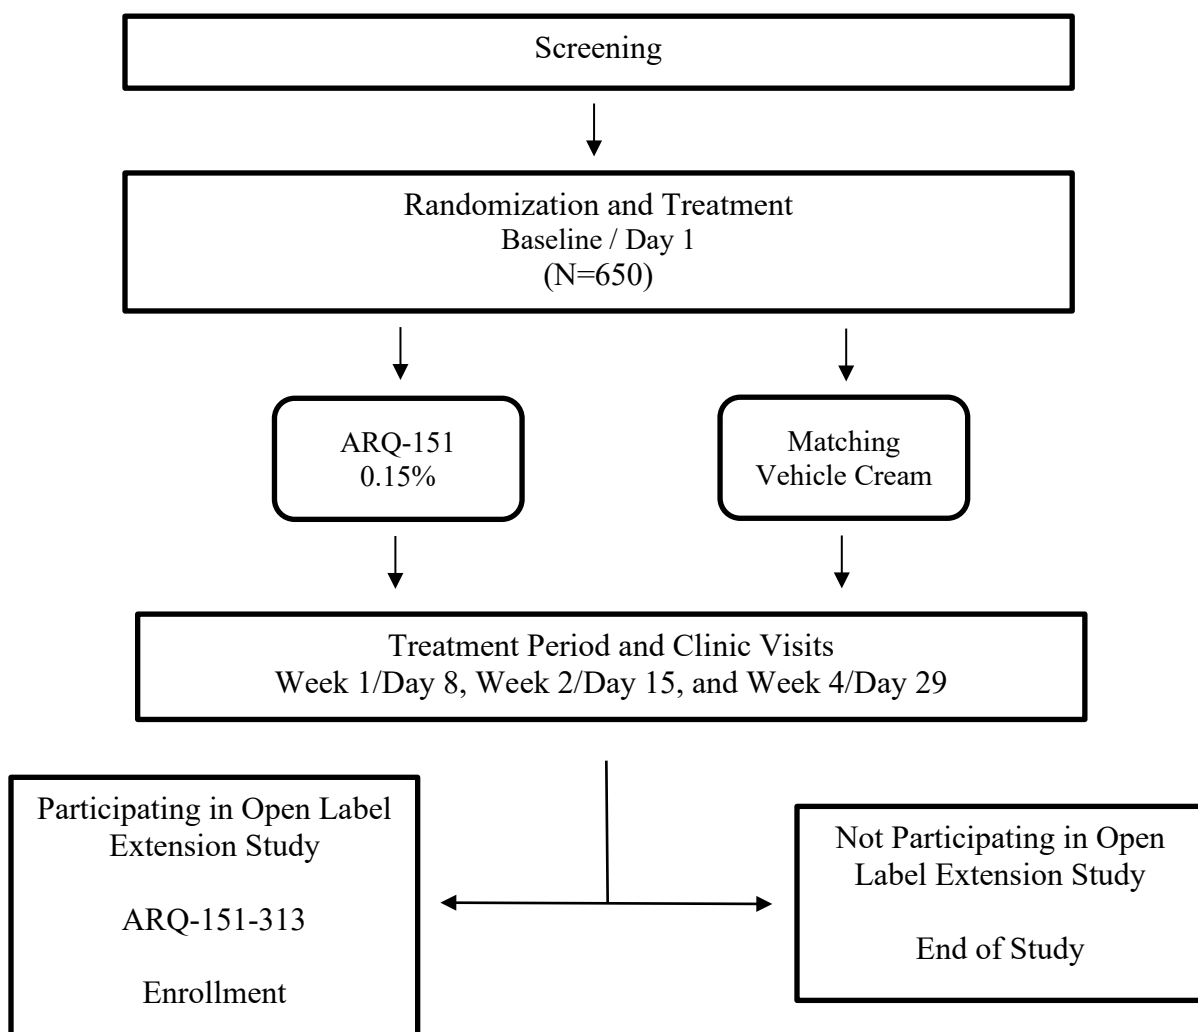 Screening
Randomization and Treatment
Baseline / Day 1
(N=650)
ARQ-151
0.15%
Matching
Vehicle Cream
Treatment Period and Clinic Visits
Week 1/Day 8, Week 2/Day 15, and Week 4/Day 29
Participating in Open Label
Extension Study
ARQ-151-313
Enrollment
Not Participating in Open
Label Extension Study
End of Study